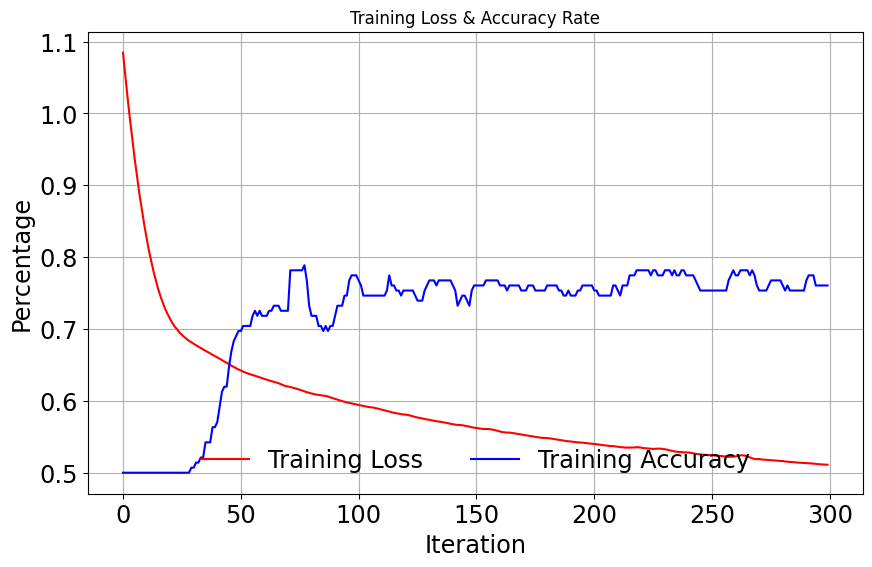 Training Loss & Accuracy Rate
1.1
1.0
0.9
0.8
0.7
0.6
0.5
Percentage
Training Loss Training Accuracy
0 50 100 150 200 250 300
Iteration